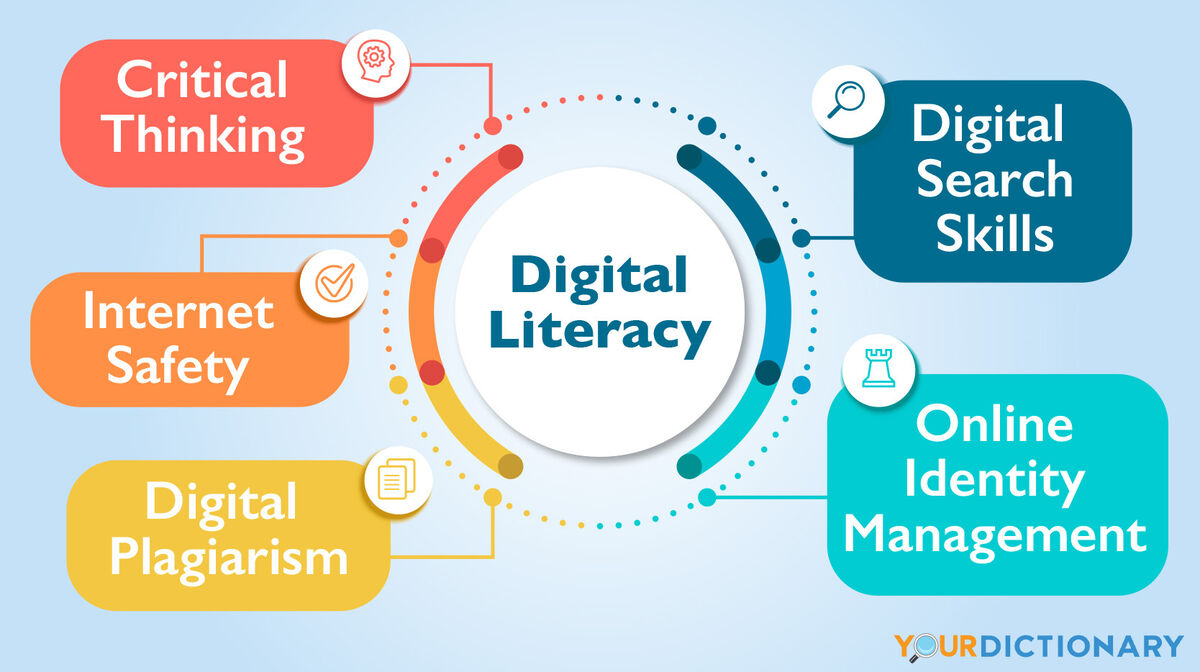 Critical
Thinking
Internet
Safety
Digital
Plagiarism
Digital
Literacy
Digital
Search
Skills
Online
Identity
Management
YOURDICTIONARY